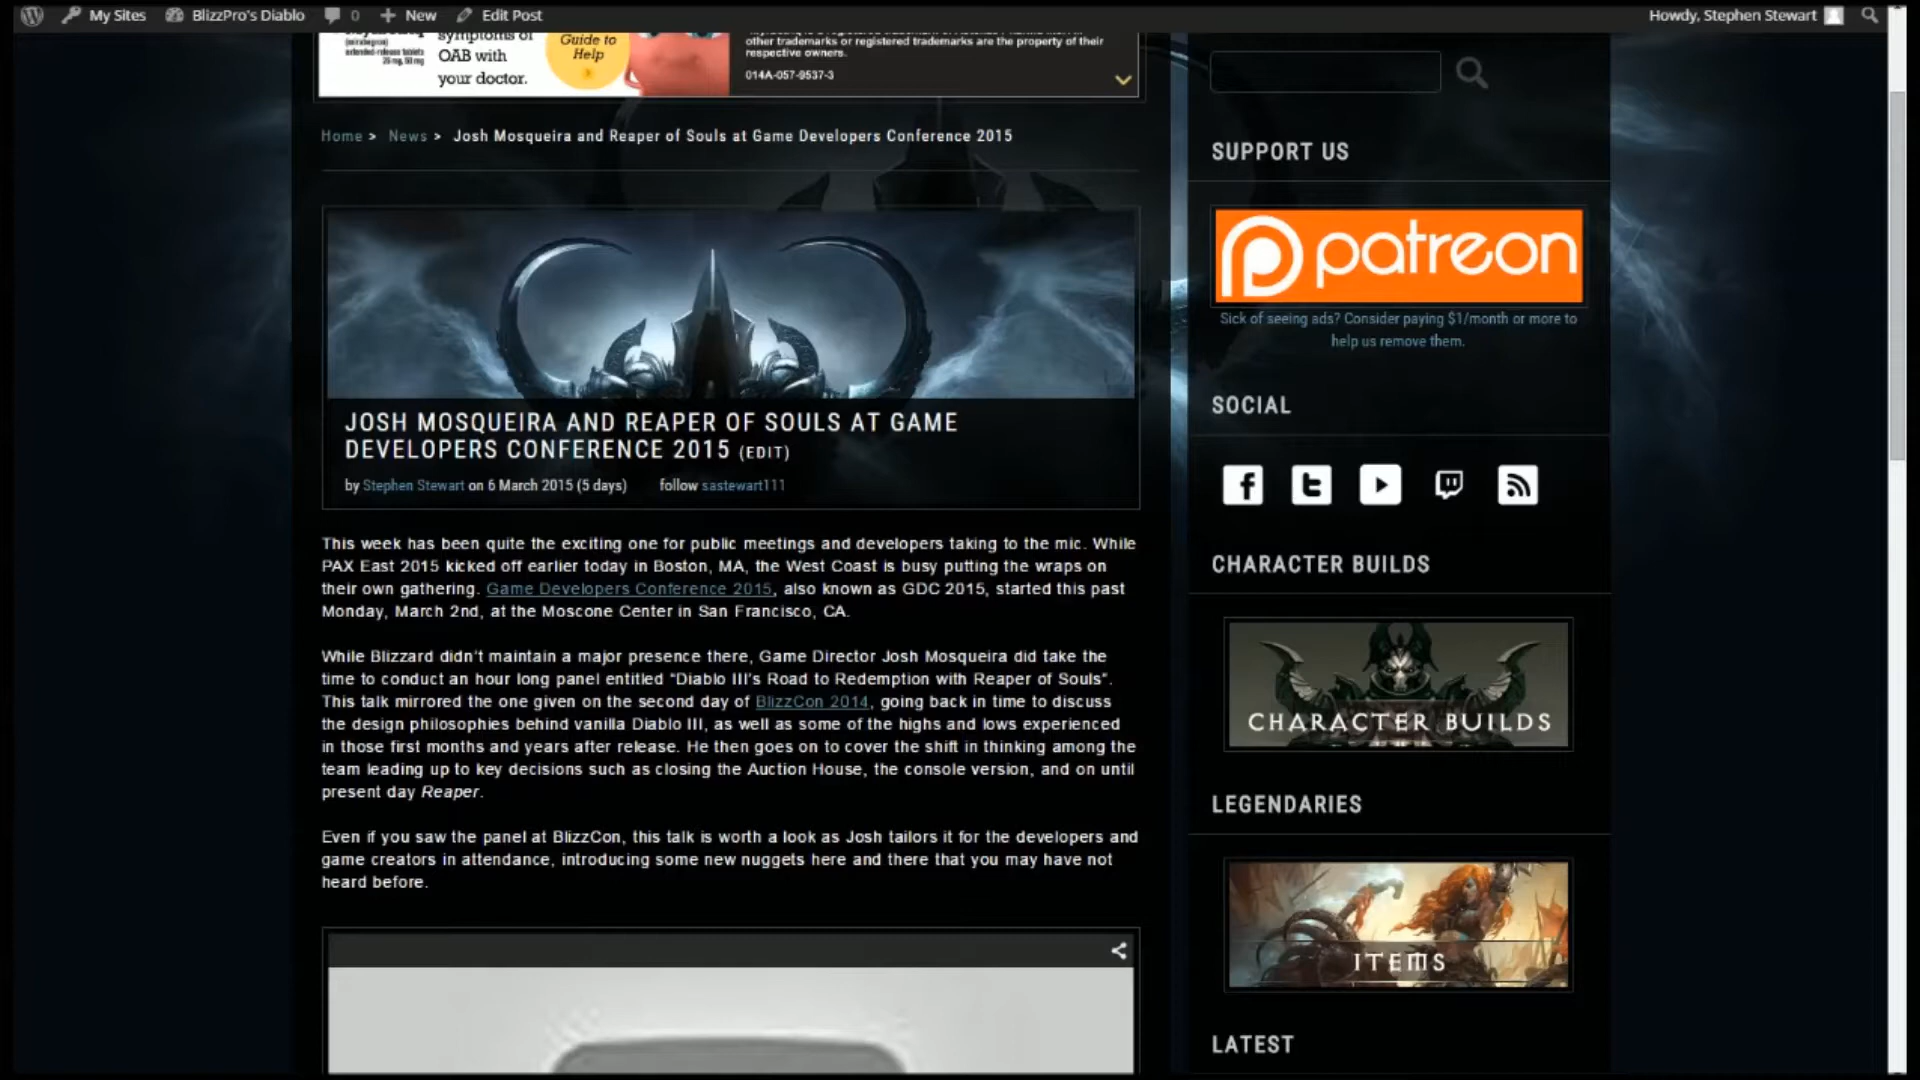 My Sites BlizzPro's Diablo 0 New Edit Post Howdy, Stephen Stewart
(mirabegron)
extended-release tablets
25 mg, 50 mg
symptoms of
OAB with
your doctor.
Guide to
Help
other trademarks or registered trademarks are the property of their
respective owners.
014A-057-9537-3
Home > News > Josh Mosqueira and Reaper of Souls at Game Developers Conference 2015
JOSH MOSQUEIRA AND REAPER OF SOULS AT GAME
DEVELOPERS CONFERENCE 2015 (EDIT)
by Stephen Stewart on 6 March 2015 (5 days) follow sastewart111
This week has been quite the exciting one for public meetings and developers taking to the mic. While
PAX East 2015 kicked off earlier today in Boston, MA, the West Coast is busy putting the wraps on
their own gathering. Game Developers Conference 2015, also known as GDC 2015, started this past
Monday, March 2nd, at the Moscone Center in San Francisco, CA.
While Blizzard didn't maintain a major presence there, Game Director Josh Mosqueira did take the
time to conduct an hour long panel entitled "Diablo III's Road to Redemption with Reaper of Souls".
This talk mirrored the one given on the second day of BlizzCon 2014, going back in time to discuss
the design philosophies behind vanilla Diablo III, as well as some of the highs and lows experienced
in those first months and years after release. He then goes on to cover the shift in thinking among the
team leading up to key decisions such as closing the Auction House, the console version, and on until
present day Reaper.
Even if you saw the panel at BlizzCon, this talk is worth a look as Josh tailors it for the developers and
game creators in attendance, introducing some new nuggets here and there that you may have not
heard before.
SUPPORT US
patreon
Sick of seeing ads? Consider paying $1/month or more to
help us remove them.
SOCIAL
CHARACTER BUILDS
CHARACTER BUILDS
LEGENDARIES
ITEMS
LATEST